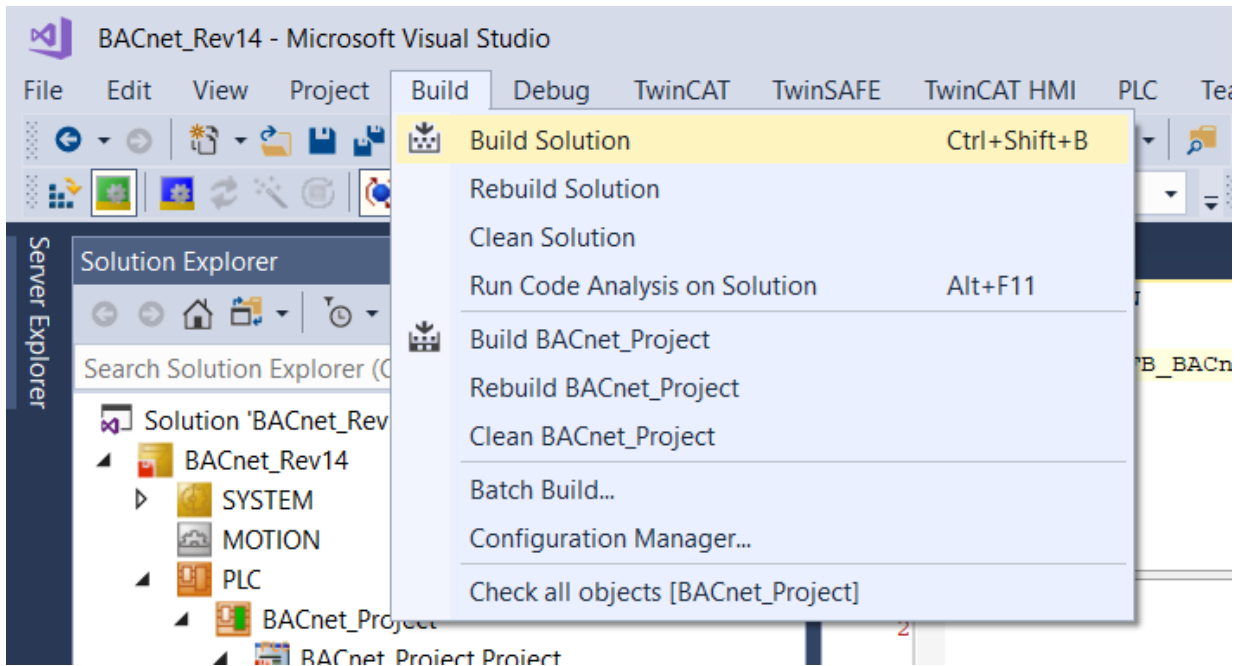 BACnet_Rev14 - Microsoft Visual Studio
File Edit View Project Build Debug TwinCAT TwinSAFE TwinCAT HMI PLC
Build Solution Ctrl+Shift+B
Rebuild Solution
Clean Solution
Run Code Analysis on Solution Alt+F11
Build BACnet_Project
Rebuild BACnet_Project
Clean BACnet_Project
Batch Build...
Configuration Manager...
Check all objects [BACnet_Project]
Server Explorer
Solution Explorer
Search Solution Explorer (C
Solution 'BACnet_Rev
BACnet_Rev14
SYSTEM
MOTION
PLC
BACnet_Project
BACnet_Project Project
FB_BACn
2